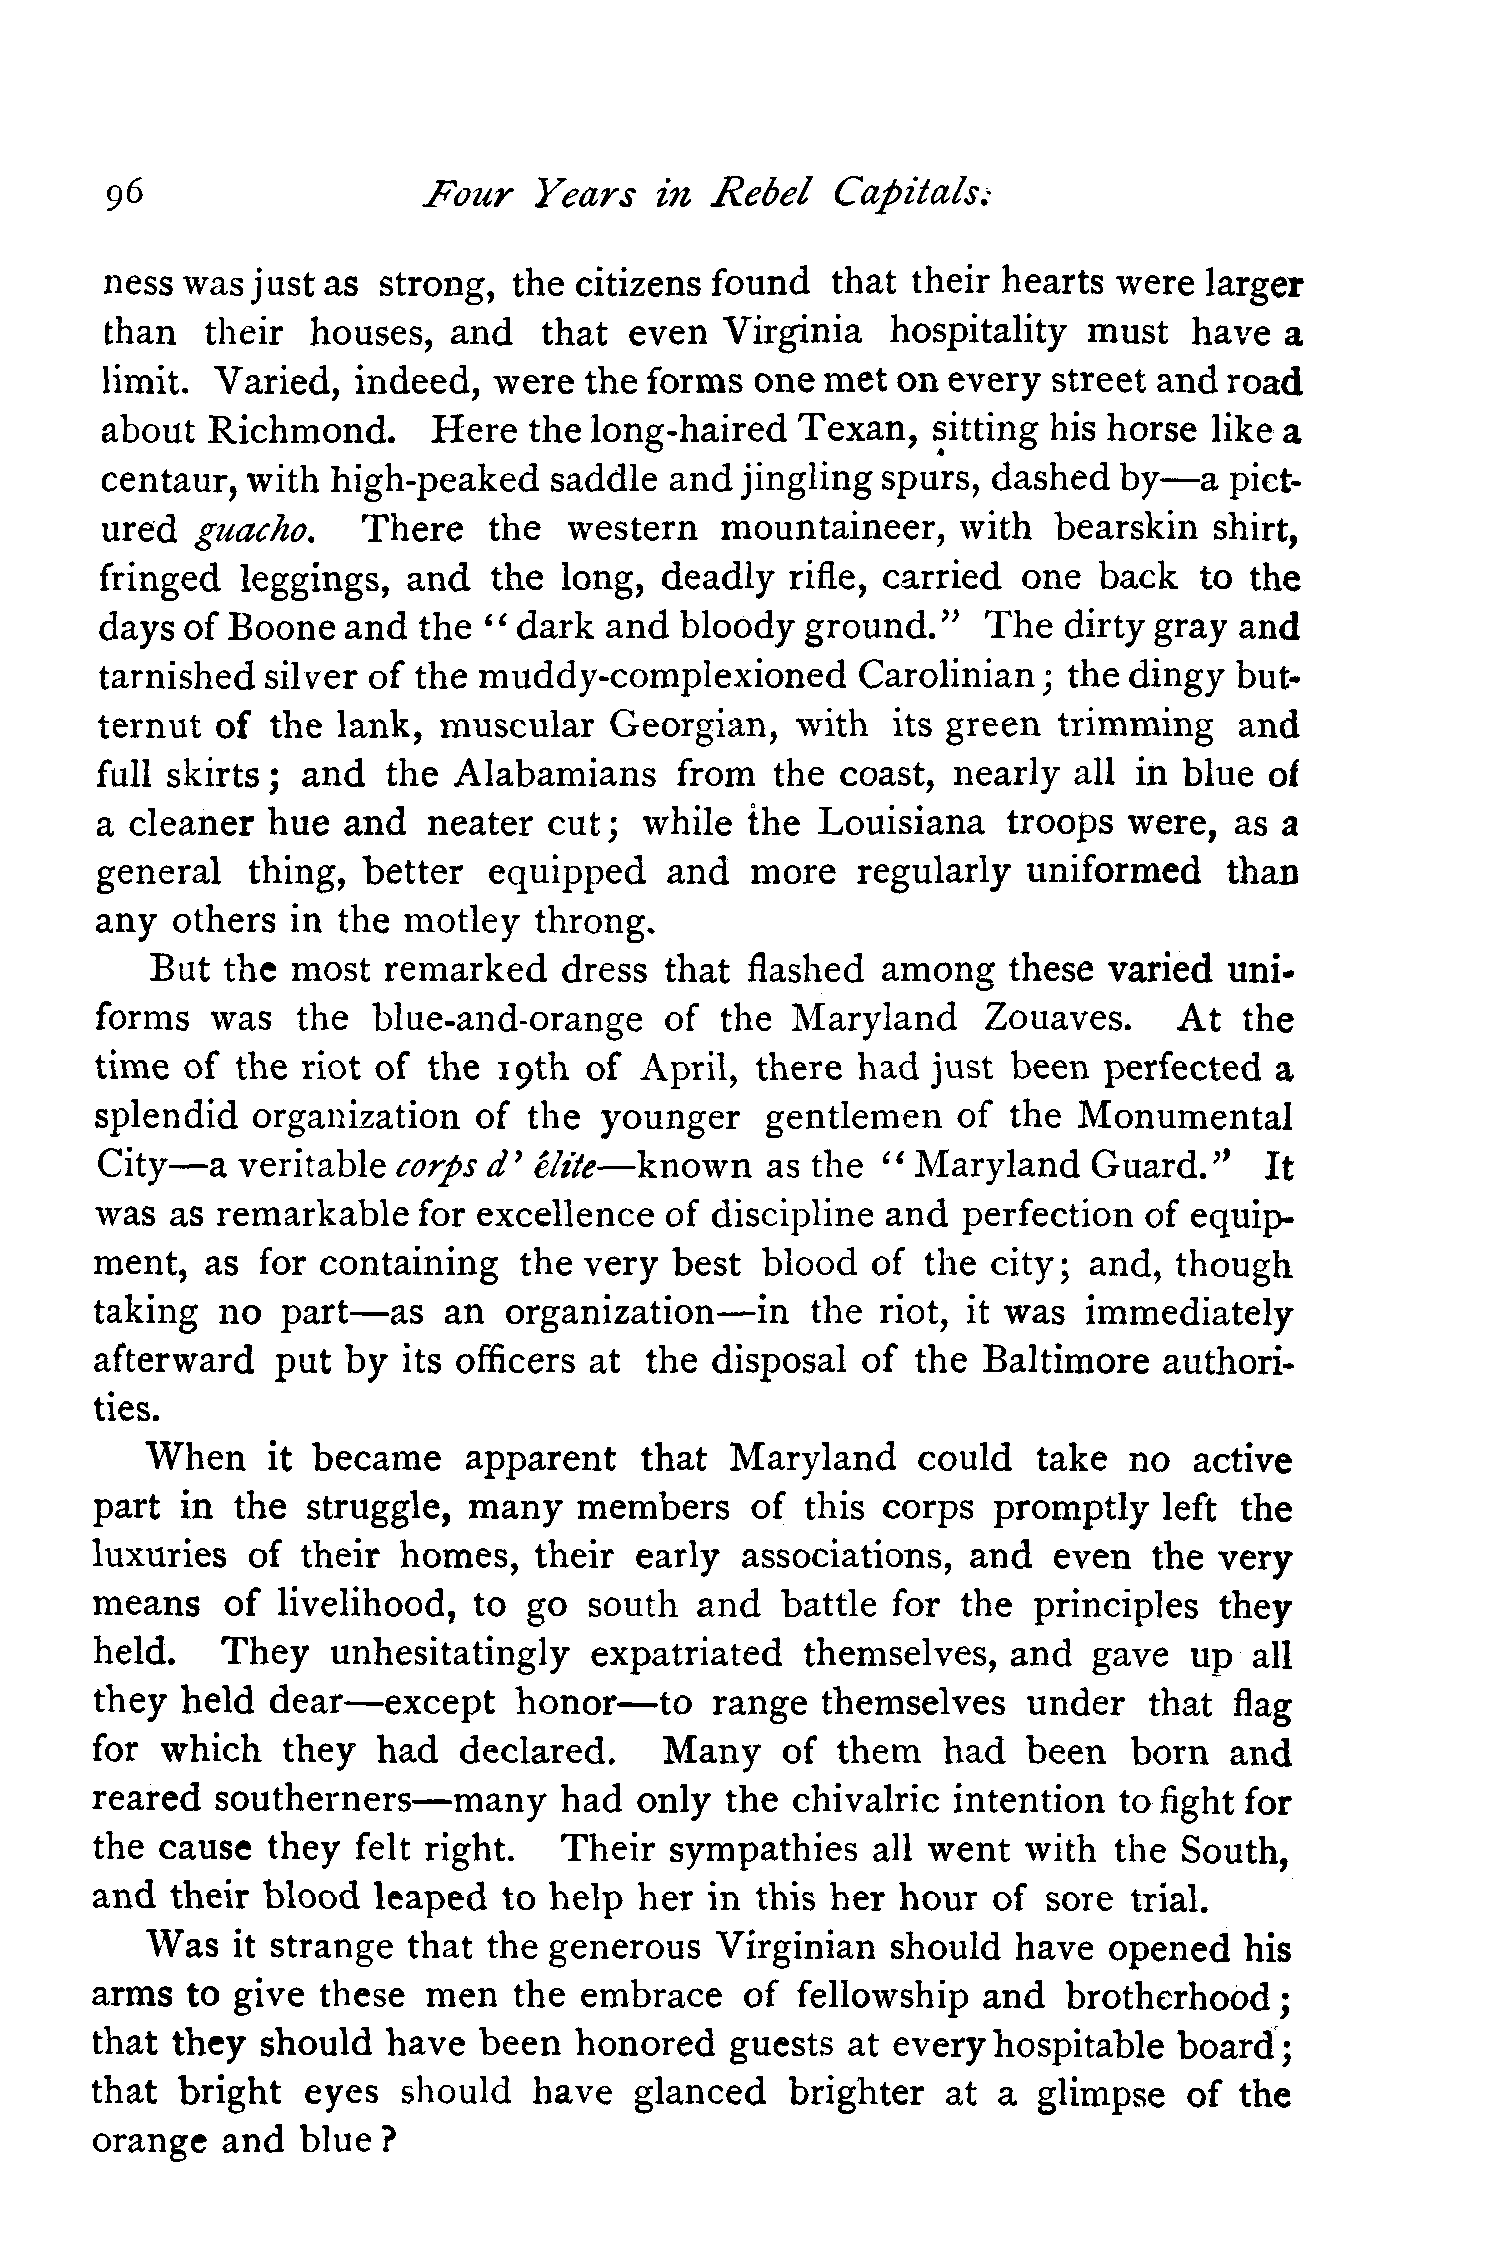 96 Four Years in Rebel Capitals:
ness was just as strong, the citizens found that their hearts were larger
than their houses, and that even Virginia hospitality must have a
limit. Varied, indeed, were the forms one met on every street and road
about Richmond. Here the long-haired Texan, sitting his horse like a
centaur, with high-peaked saddle and jingling spurs, dashed by—a pict-
ured guacho. There the western mountaineer, with bearskin shirt,
fringed leggings, and the long, deadly rifle, carried one back to the
days of Boone and the “ dark and bloody ground.” The dirty gray and
tarnished silver of the muddy-complexioned Carolinian ; the dingy but-
ternut of the lank, muscular Georgian, with its green trimming and
full skirts ; and the Alabamians from the coast, nearly all in blue of
a cleaner hue and neater cut ; while the Louisiana troops were, as a
general thing, better equipped and more regularly uniformed than
any others in the motley throng.
But the most remarked dress that flashed among these varied uni-
forms was the blue-and-orange of the Maryland Zouaves. At the
time of the riot of the 19th of April, there had just been perfected a
splendid organization of the younger gentlemen of the Monumental
City—a veritable corps d' élite—known as the “ Maryland Guard.” It
was as remarkable for excellence of discipline and perfection of equip-
ment, as for containing the very best blood of the city ; and, though
taking no part—as an organization—in the riot, it was immediately
afterward put by its officers at the disposal of the Baltimore authori-
ties.
When it became apparent that Maryland could take no active
part in the struggle, many members of this corps promptly left the
luxuries of their homes, their early associations, and even the very
means of livelihood, to go south and battle for the principles they
held. They unhesitatingly expatriated themselves, and gave up all
they held dear—except honor—to range themselves under that flag
for which they had declared. Many of them had been born and
reared southerners—many had only the chivalric intention to fight for
the cause they felt right. Their sympathies all went with the South,
and their blood leaped to help her in this her hour of sore trial.
Was it strange that the generous Virginian should have opened his
arms to give these men the embrace of fellowship and brotherhood ;
that they should have been honored guests at every hospitable board ;
that bright eyes should have glanced brighter at a glimpse of the
orange and blue ?